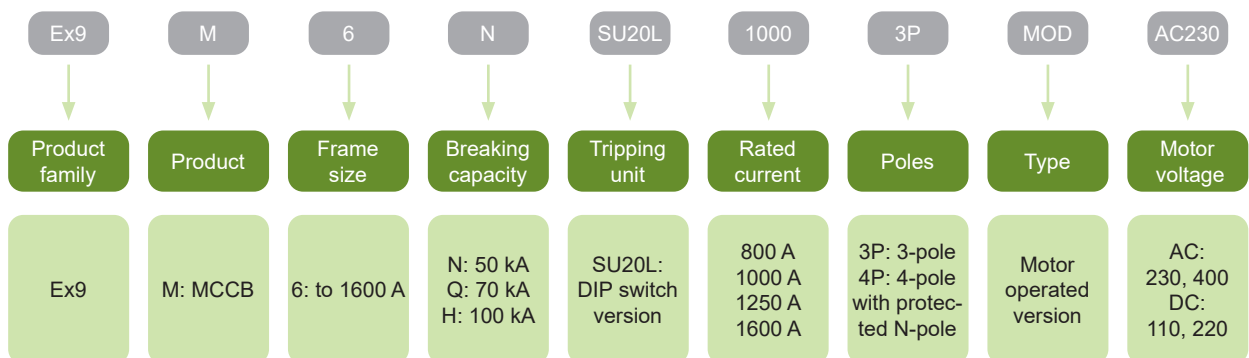 Ex9 M 6 N SU20L 1000 3P MOD AC230
Product family
Product
Frame size
Breaking capacity
Tripping unit
Rated current
Poles
Type
Motor voltage
Ex9
M: MCCB
6: to 1600 A
N: 50 kA
Q: 70 kA
H: 100 kA
SU20L:
DIP switch
version
800 A
1000 A
1250 A
1600 A
3P: 3-pole
4P: 4-pole
with protec-
ted N-pole
Motor
operated
version
AC:
230, 400
DC:
110, 220